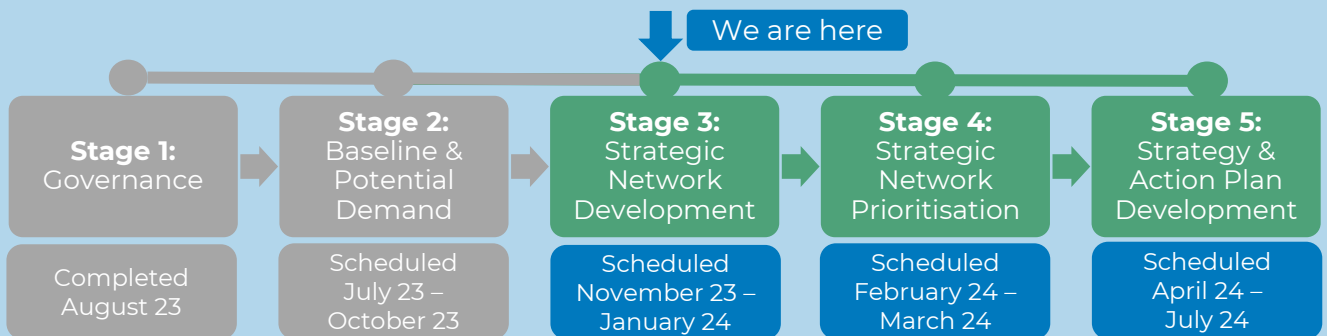 We are here
Stage 1:
Governance
Stage 2:
Baseline &
Potential
Demand
Stage 3:
Strategic
Network
Development
Stage 4:
Strategic
Network
Prioritisation
Stage 5:
Strategy &
Action Plan
Development
Completed
August 23
Scheduled
July 23 –
October 23
Scheduled
November 23 –
January 24
Scheduled
February 24 –
March 24
Scheduled
April 24 –
July 24